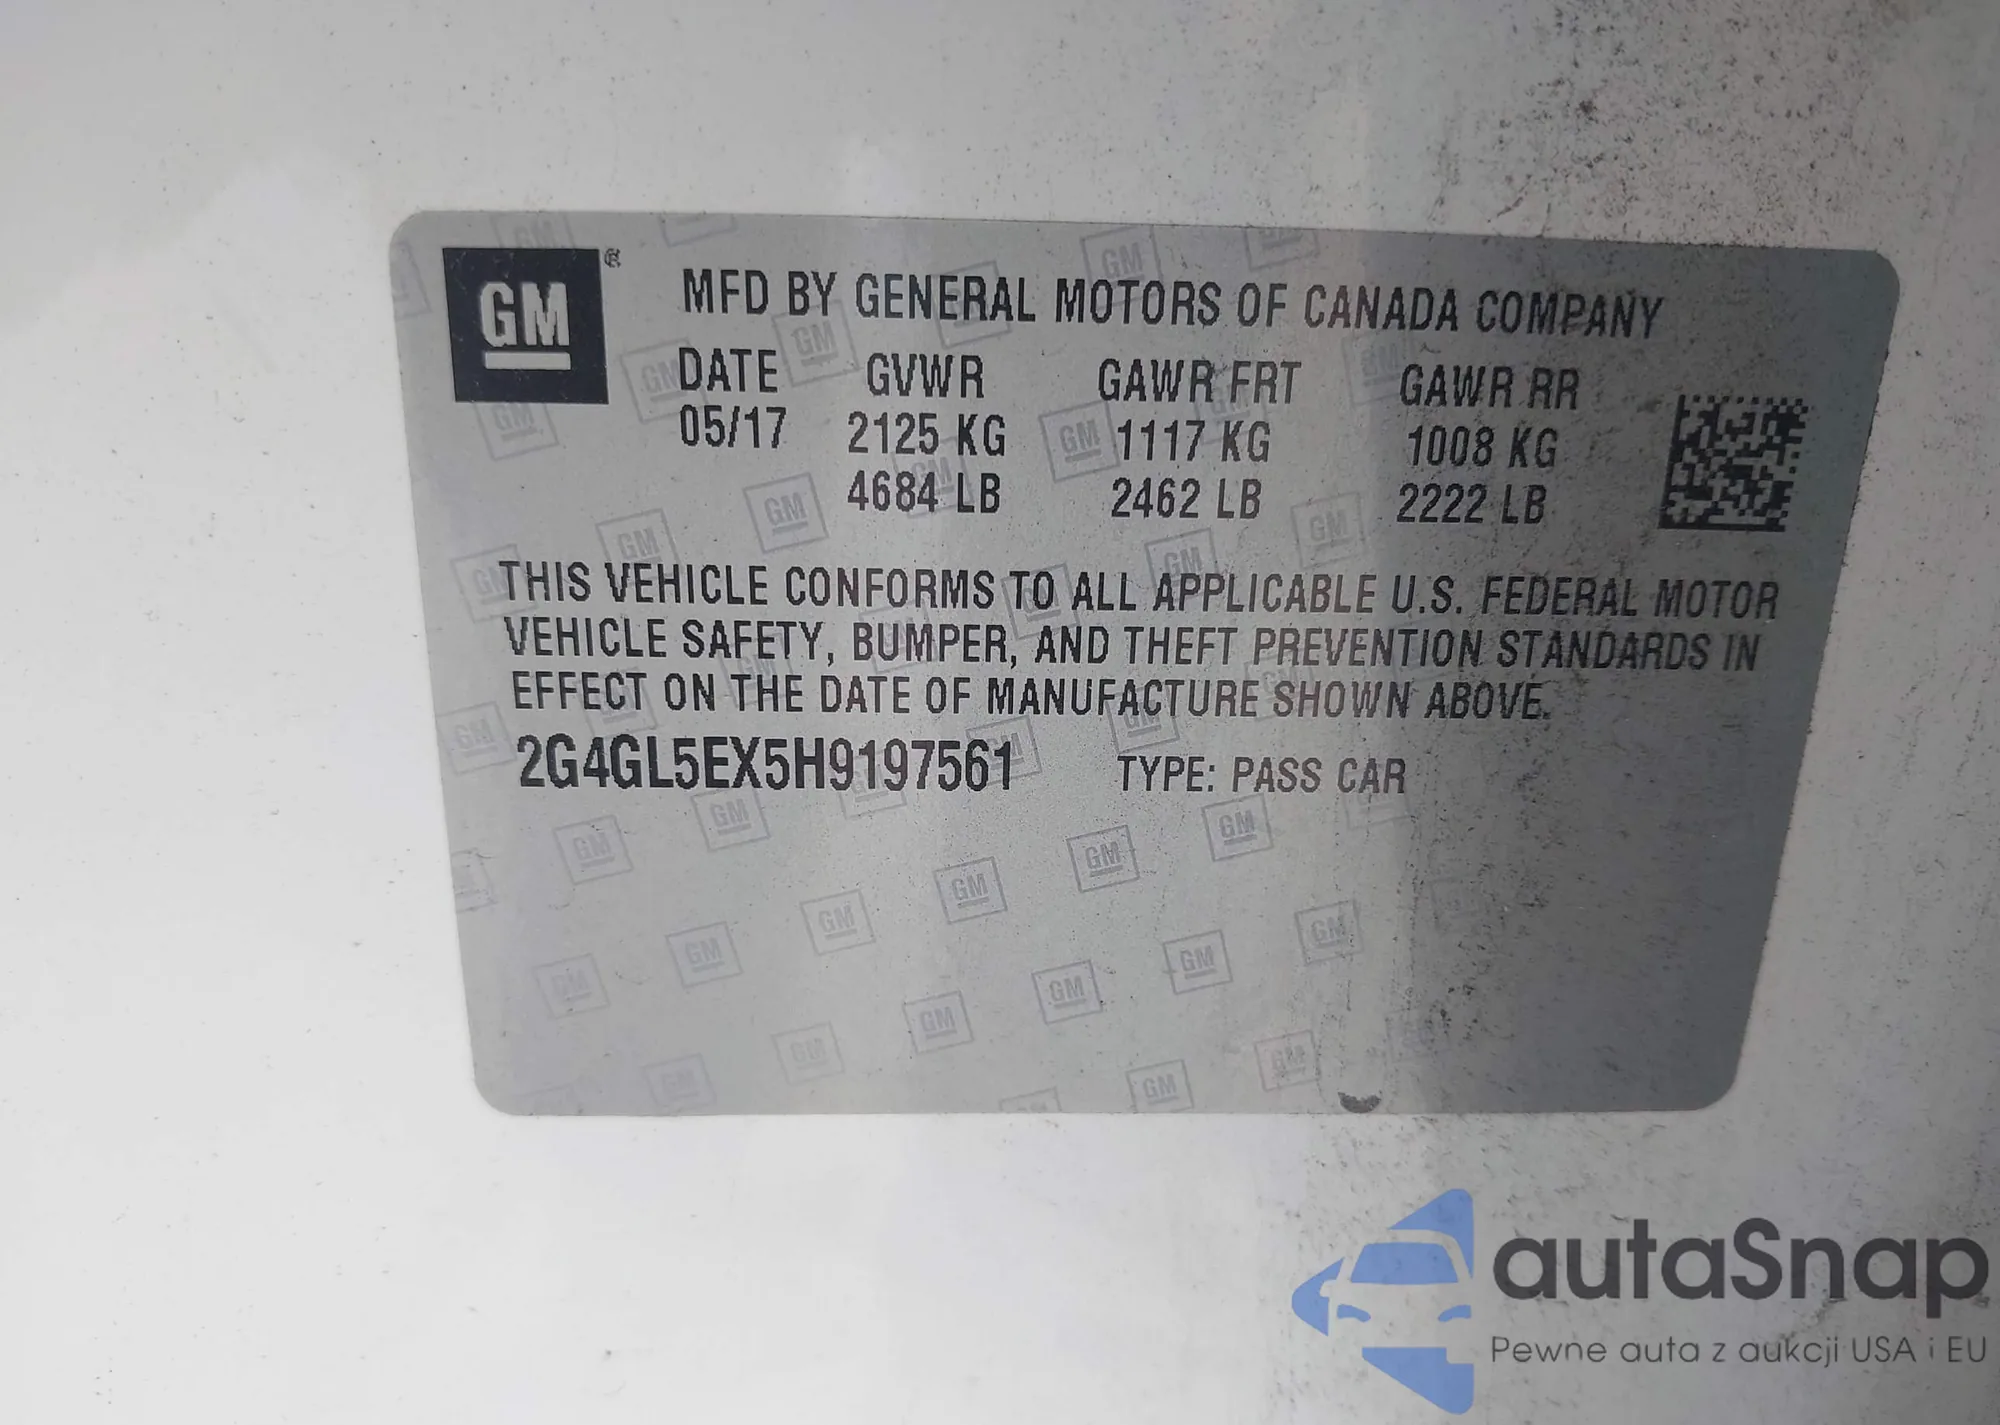 GM
MFD BY GENERAL MOTORS OF CANADA COMPANY
DATE GVWR GAWR FRT GAWR RR
05/17 2125 KG 1117 KG 1008 KG
4684 LB 2462 LB 2222 LB
THIS VEHICLE CONFORMS TO ALL APPLICABLE U.S. FEDERAL MOTOR
VEHICLE SAFETY, BUMPER, AND THEFT PREVENTION STANDARDS IN
EFFECT ON THE DATE OF MANUFACTURE SHOWN ABOVE.
2G4GL5EX5H9197561 TYPE: PASS CAR
autaSnap
Pewne auta z aukcji USA i EU